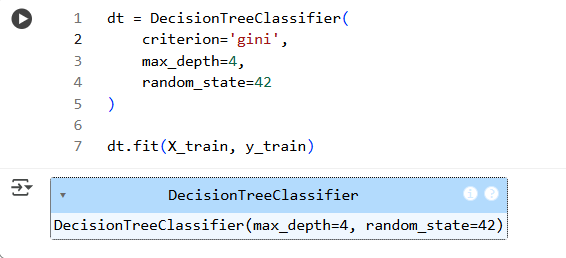 1 dt = DecisionTreeClassifier(
2     criterion='gini',
3     max_depth=4,
4     random_state=42
5 )
6
7 dt.fit(X_train, y_train)
▾ DecisionTreeClassifier i ?
DecisionTreeClassifier(max_depth=4, random_state=42)